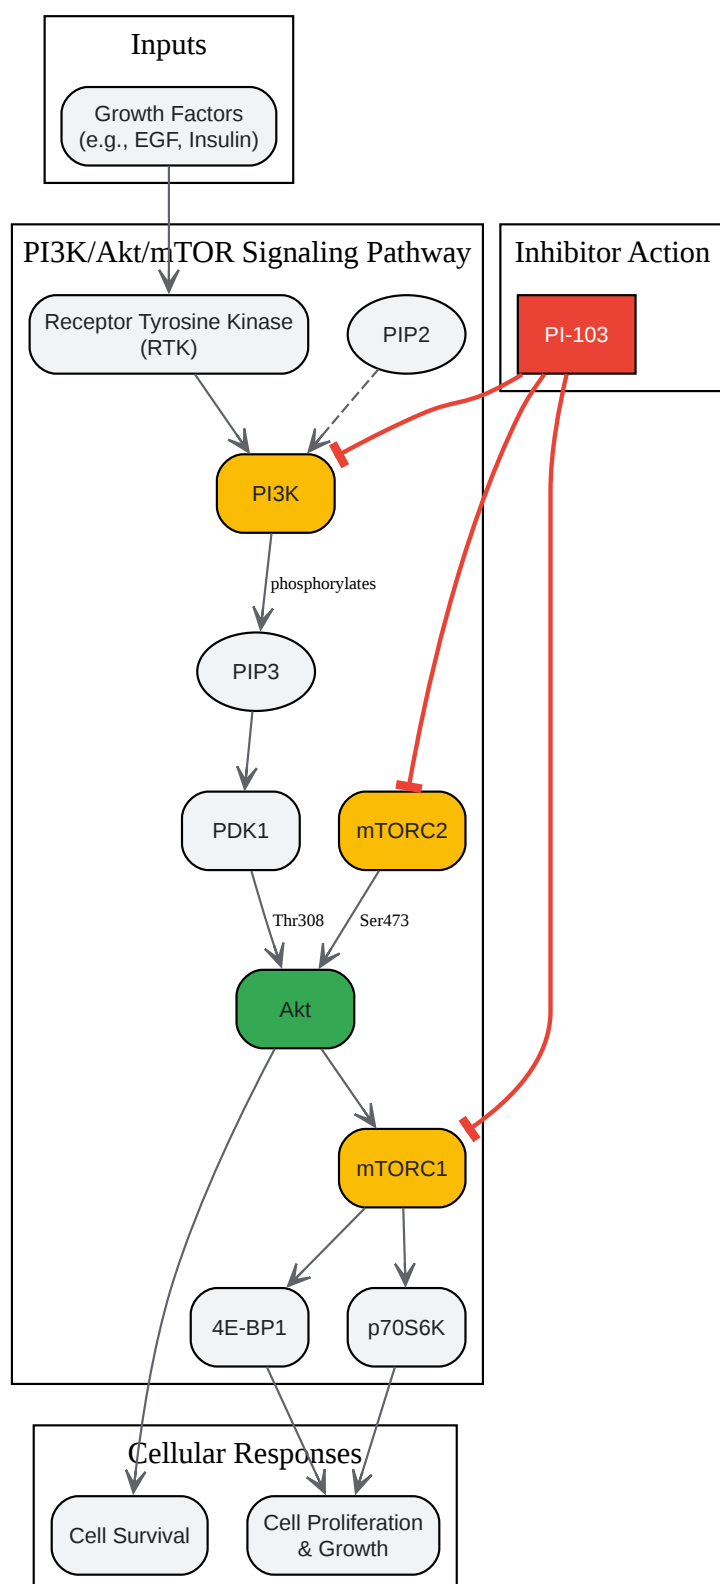 Inputs
Growth Factors
(e.g., EGF, Insulin)
PI3K/Akt/mTOR Signaling Pathway
Inhibitor Action
Receptor Tyrosine Kinase
(RTK)
PIP2
PI-103
PI3K
phosphorylates
PIP3
PDK1
mTORC2
Thr308
Ser473
Akt
mTORC1
4E-BP1
p70S6K
Cellular Responses
Cell Survival
Cell Proliferation
& Growth